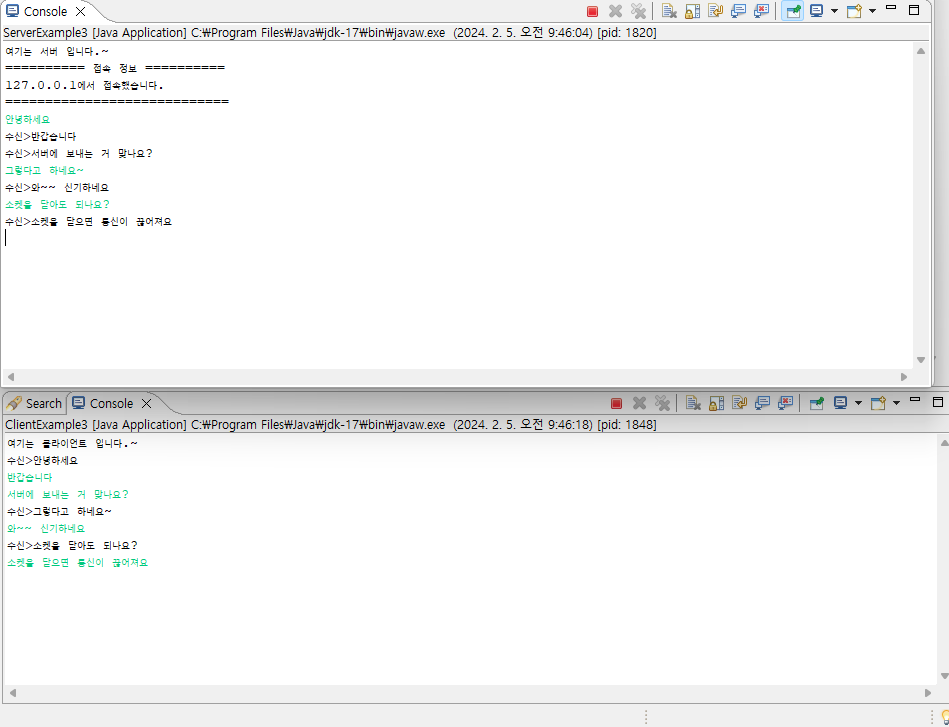 Console
ServerExample3 [Java Application] C:₩Program Files₩Java₩jdk-17₩bin₩javaw.exe (2024. 2. 5. 오전 9:46:04) [pid: 1820]
여기는 서버 입니다.~
========== 접속 정보 ==========
127.0.0.1에서 접속했습니다.
============================
안녕하세요
수신>반갑습니다
수신>서버에 보내는 거 맞나요?
그렇다고 하네요~
수신>와~~ 신기하네요
소켓을 닫아도 되나요?
수신>소켓을 닫으면 통신이 끊어져요
Search Console
ClientExample3 [Java Application] C:₩Program Files₩Java₩jdk-17₩bin₩javaw.exe (2024. 2. 5. 오전 9:46:18) [pid: 1848]
여기는 클라이언트 입니다.~
수신>안녕하세요
반갑습니다
서버에 보내는 거 맞나요?
수신>그렇다고 하네요~
와~~ 신기하네요
수신>소켓을 닫아도 되나요?
소켓을 닫으면 통신이 끊어져요